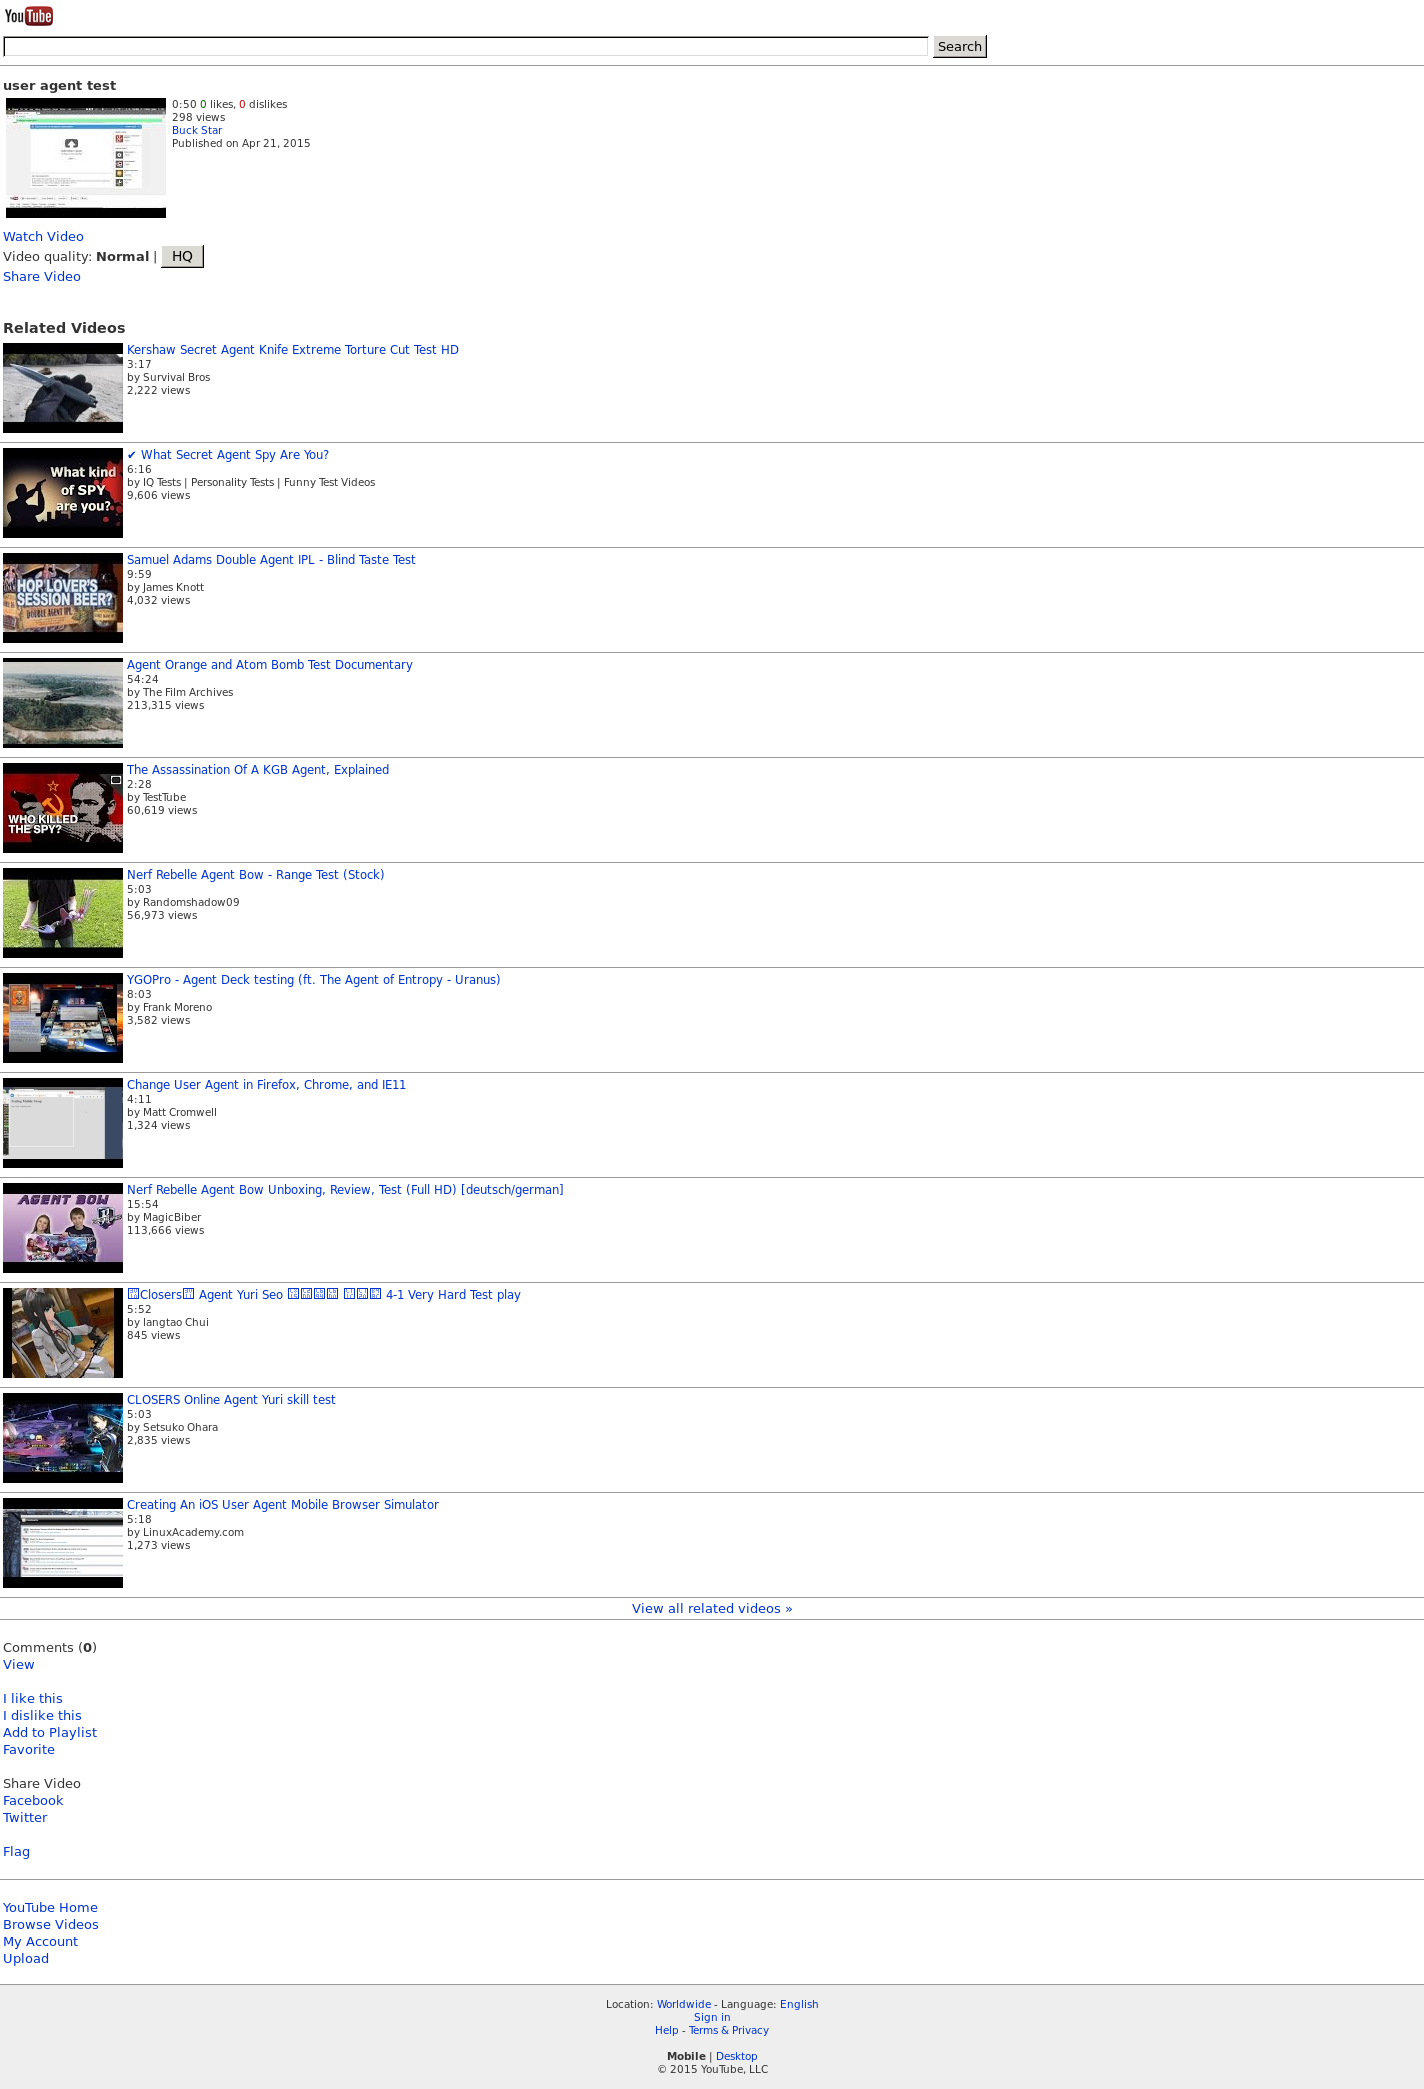 YouTube
Search
user agent test
0:50 0 likes, 0 dislikes
298 views
Buck Star
Published on Apr 21, 2015
Watch Video
Video quality: Normal | HQ
Share Video
Related Videos
Kershaw Secret Agent Knife Extreme Torture Cut Test HD
3:17
by Survival Bros
2,222 views
✔ What Secret Agent Spy Are You?
6:16
by IQ Tests | Personality Tests | Funny Test Videos
9,606 views
What kind
of SPY
are you?
Samuel Adams Double Agent IPL - Blind Taste Test
9:59
by James Knott
4,032 views
HOP LOVER'S
SESSION BEER?
DOUBLE AGENT IPL
Agent Orange and Atom Bomb Test Documentary
54:24
by The Film Archives
213,315 views
The Assassination Of A KGB Agent, Explained
2:28
by TestTube
60,619 views
WHO KILLED
THE SPY?
Nerf Rebelle Agent Bow - Range Test (Stock)
5:03
by Randomshadow09
56,973 views
YGOPro - Agent Deck testing (ft. The Agent of Entropy - Uranus)
8:03
by Frank Moreno
3,582 views
Change User Agent in Firefox, Chrome, and IE11
4:11
by Matt Cromwell
1,324 views
Nerf Rebelle Agent Bow Unboxing, Review, Test (Full HD) [deutsch/german]
15:54
by MagicBiber
113,666 views
AGENT BOW
Closers Agent Yuri Seo 4-1 Very Hard Test play
5:52
by Iangtao Chui
845 views
CLOSERS Online Agent Yuri skill test
5:03
by Setsuko Ohara
2,835 views
Creating An iOS User Agent Mobile Browser Simulator
5:18
by LinuxAcademy.com
1,273 views
View all related videos »
Comments (0)
View
I like this
I dislike this
Add to Playlist
Favorite
Share Video
Facebook
Twitter
Flag
YouTube Home
Browse Videos
My Account
Upload
Location: Worldwide - Language: English
Sign in
Help - Terms & Privacy
Mobile | Desktop
© 2015 YouTube, LLC